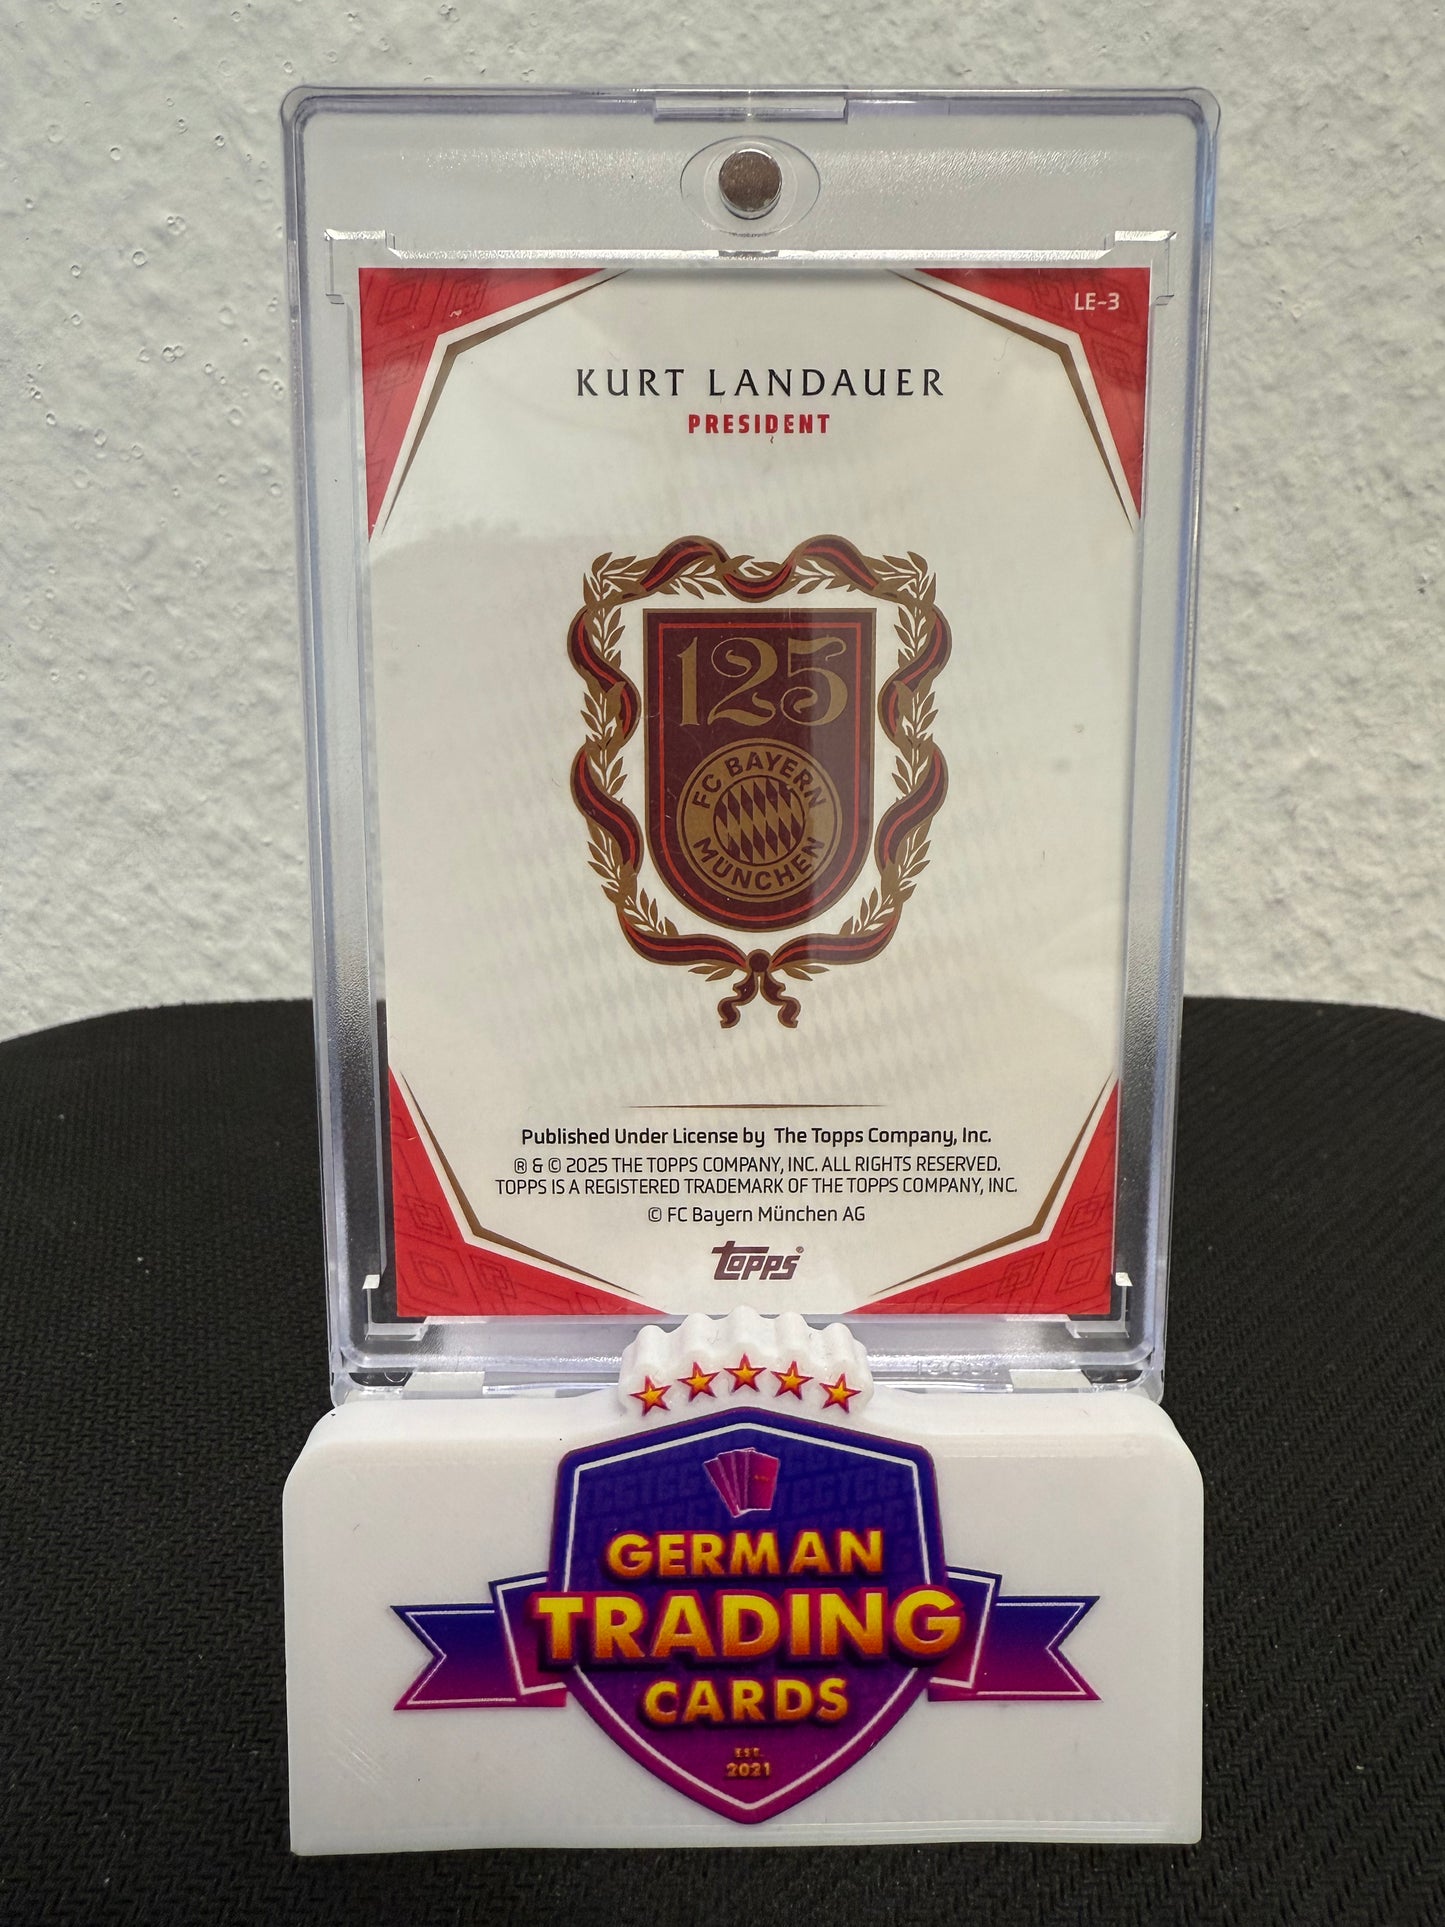 LE-3
KURT LANDAUER
PRESIDENT
125
FC BAYERN
MÜNCHEN
Published Under License by The Topps Company, Inc.
® & © 2025 THE TOPPS COMPANY, INC. ALL RIGHTS RESERVED.
TOPPS IS A REGISTERED TRADEMARK OF THE TOPPS COMPANY, INC.
© FC Bayern München AG
topps®
GERMAN
TRADING
CARDS
EST.
2021